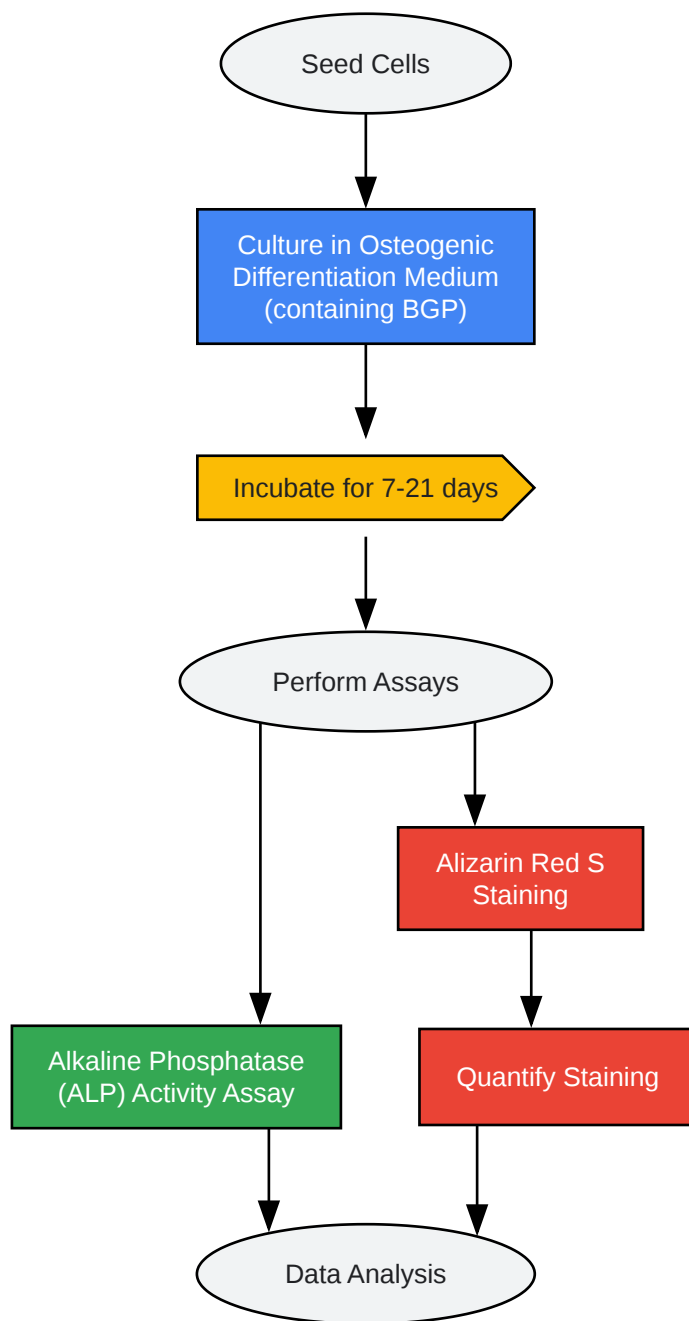 Seed Cells
Culture in Osteogenic
Differentiation Medium
(containing BGP)
Incubate for 7-21 days
Perform Assays
Alizarin Red S
Staining
Alkaline Phosphatase
(ALP) Activity Assay
Quantify Staining
Data Analysis